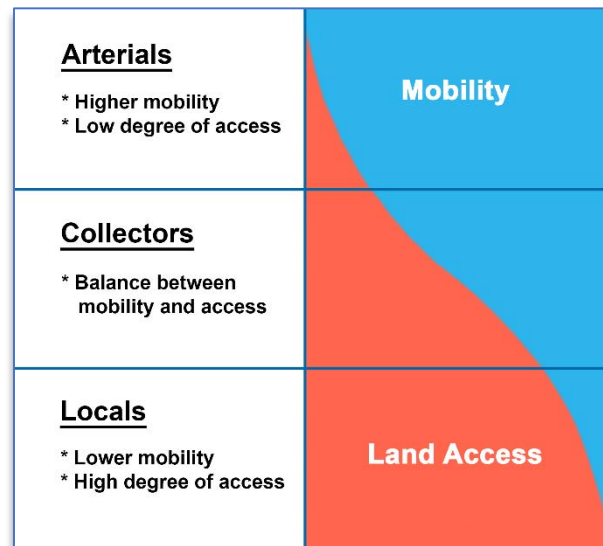 Arterials
* Higher mobility
* Low degree of access
Mobility
Collectors
* Balance between
mobility and access
Locals
* Lower mobility
* High degree of access
Land Access